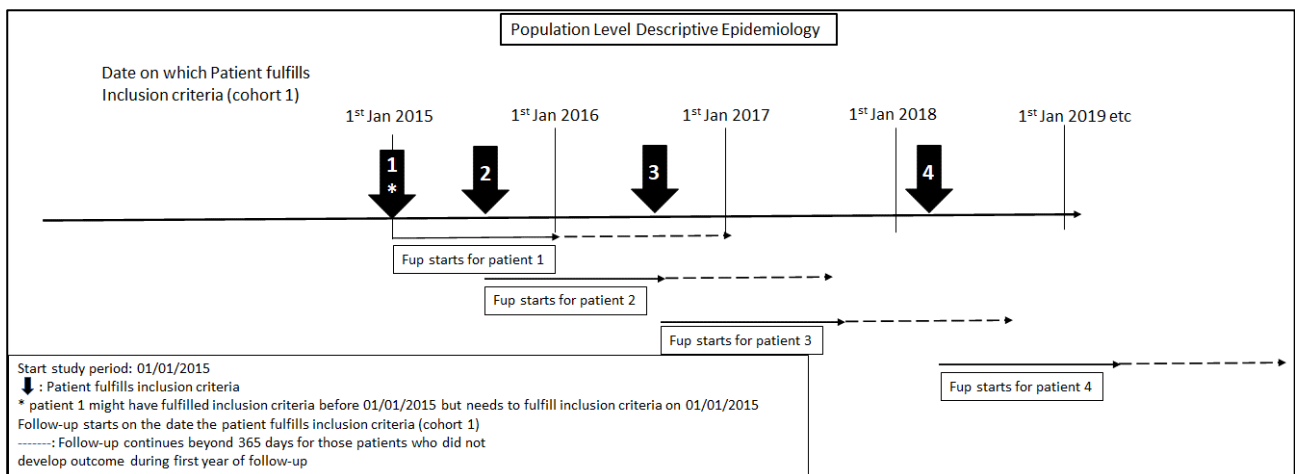 Population Level Descriptive Epidemiology
Date on which Patient fulfills
Inclusion criteria (cohort 1)
1st Jan 2015
1st Jan 2016
1st Jan 2017
1st Jan 2018
1st Jan 2019 etc
1
*
2
3
4
Fup starts for patient 1
Fup starts for patient 2
Fup starts for patient 3
Fup starts for patient 4
Start study period: 01/01/2015
: Patient fulfills inclusion criteria
* patient 1 might have fulfilled inclusion criteria before 01/01/2015 but needs to fulfill inclusion criteria on 01/01/2015
Follow-up starts on the date the patient fulfills inclusion criteria (cohort 1)
-------: Follow-up continues beyond 365 days for those patients who did not
develop outcome during first year of follow-up